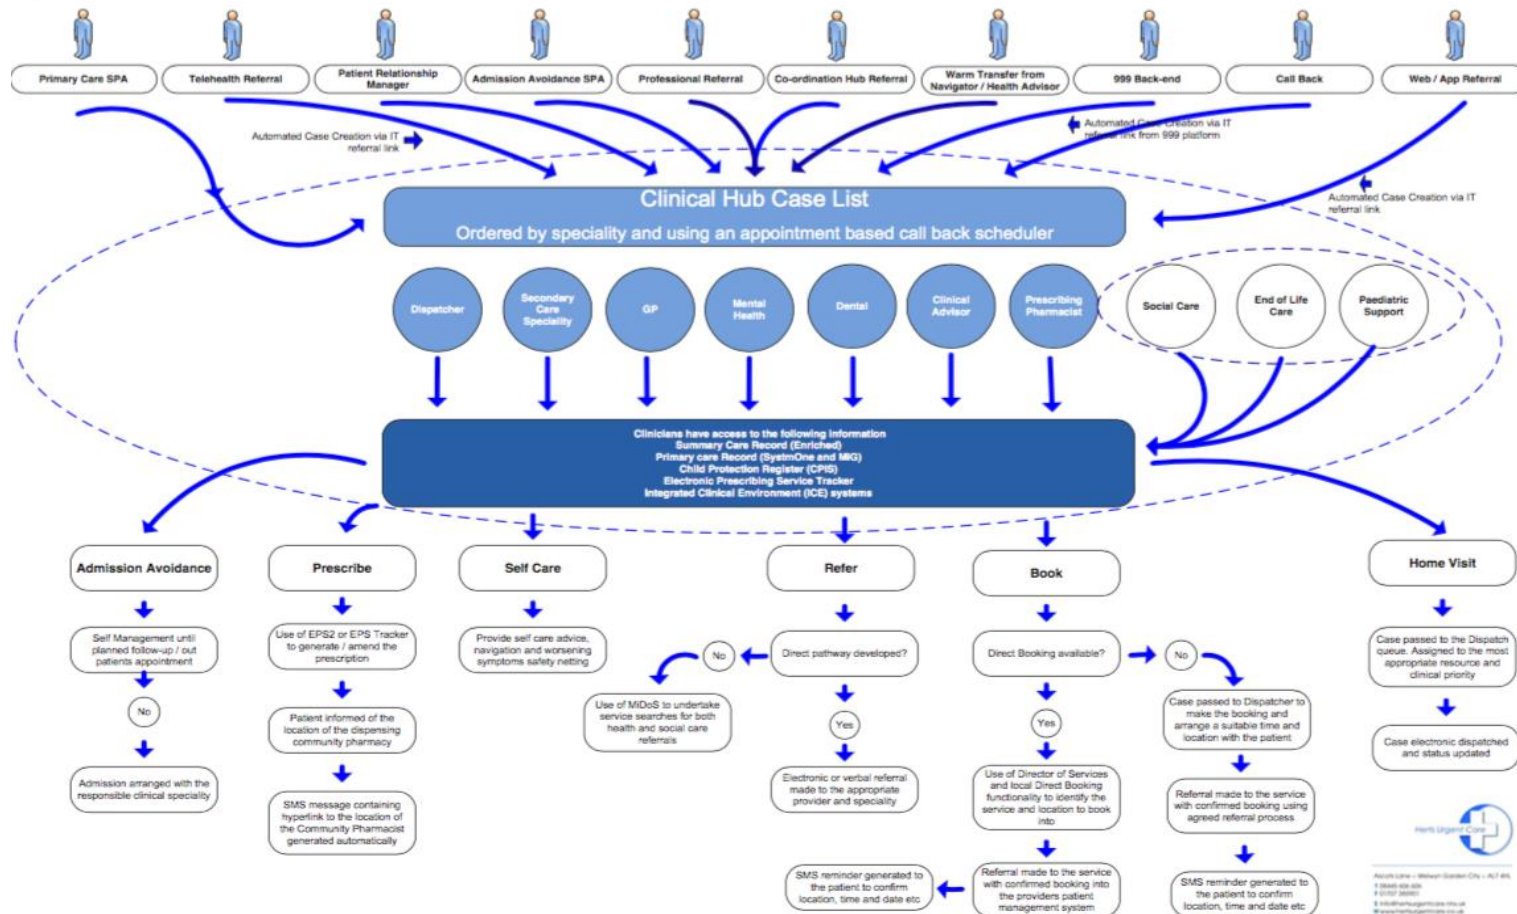 Primary Care SPA
Telehealth Referral
Patient Relationship
Manager
Admission Avoidance SPA
Professional Referral
Co-ordination Hub Referral
Warm Transfer from
Navigator / Health Advisor
999 Back-end
Call Back
Web / App Referral
Automated Case Creation via IT
referral link
Automated Case Creation via IT
referral link from 999 platform
Automated Case Creation via IT
referral link
Clinical Hub Case List
Ordered by speciality and using an appointment based call back scheduler
Dispatcher
Secondary
Care
Speciality
GP
Mental
Health
Dental
Clinical
Advisor
Prescribing
Pharmacist
Social Care
End of Life
Care
Paediatric
Support
Clinicians have access to the following information
Summary Care Record (Enriched)
Primary care Record (SystmOne and MIG)
Child Protection Register (CPIS)
Electronic Prescribing Service Tracker
Integrated Clinical Environment (ICE) systems
Admission Avoidance
Prescribe
Self Care
Refer
Book
Home Visit
Self Management until
planned follow-up / out
patients appointment
No
Admission arranged with the
responsible clinical speciality
Use of EPS2 or EPS Tracker
to generate / amend the
prescription
Patient informed of the
location of the dispensing
community pharmacy
SMS message containing
hyperlink to the location of
the Community Pharmacist
generated automatically
Provide self care advice,
navigation and worsening
symptoms safety netting
Direct pathway developed?
No
Use of MiDoS to undertake
service searches for both
health and social care
referrals
Yes
Electronic or verbal referral
made to the appropriate
provider and speciality
Direct Booking available?
Yes
Use of Director of Services
and local Direct Booking
functionality to identify the
service and location to book
into
Referral made to the service
with confirmed booking into
the providers patient
management system
SMS reminder generated to
the patient to confirm
location, time and date etc
No
Case passed to Dispatcher to
make the booking and
arrange a suitable time and
location with the patient
Referral made to the service
with confirmed booking using
agreed referral process
SMS reminder generated to
the patient to confirm
location, time and date etc
Case passed to the Dispatch
queue. Assigned to the most
appropriate resource and
clinical priority
Case electronic dispatched
and status updated
Herts Urgent Care